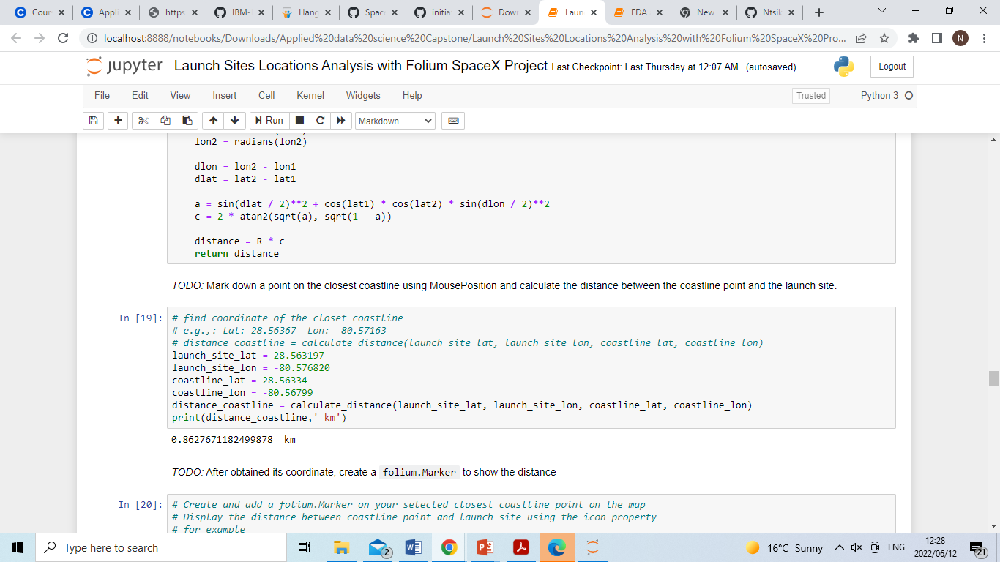 Cour
Appli
https
IBM-
Hang
Spac
initia
Down
Laun
EDA
New
Ntsik
localhost:8888/notebooks/Downloads/Applied%20data%20science%20Capstone/Launch%20Sites%20Locations%20Analysis%20with%20Folium%20SpaceX%20Pro...
N
jupyter Launch Sites Locations Analysis with Folium SpaceX Project Last Checkpoint: Last Thursday at 12:07 AM (autosaved)
Logout
File Edit View Insert Cell Kernel Widgets Help
Trusted
Python 3
Run
Markdown
lon2 = radians(lon2)
dlon = lon2 - lon1
dlat = lat2 - lat1
a = sin(dlat / 2)**2 + cos(lat1) * cos(lat2) * sin(dlon / 2)**2
c = 2 * atan2(sqrt(a), sqrt(1 - a))
distance = R * c
return distance
TODO: Mark down a point on the closest coastline using MousePosition and calculate the distance between the coastline point and the launch site.
In [19]:
# find coordinate of the closet coastline
# e.g.,: Lat: 28.56367  Lon: -80.57163
# distance_coastline = calculate_distance(launch_site_lat, launch_site_lon, coastline_lat, coastline_lon)
launch_site_lat = 28.563197
launch_site_lon = -80.576820
coastline_lat = 28.56334
coastline_lon = -80.56799
distance_coastline = calculate_distance(launch_site_lat, launch_site_lon, coastline_lat, coastline_lon)
print(distance_coastline,' km')
0.8627671182499878  km
TODO: After obtained its coordinate, create a folium.Marker to show the distance
In [20]:
# Create and add a folium.Marker on your selected closest coastline point on the map
# Display the distance between coastline point and launch site using the icon property
# for example
Type here to search
2
16°C Sunny
ENG
12:28
2022/06/12
21